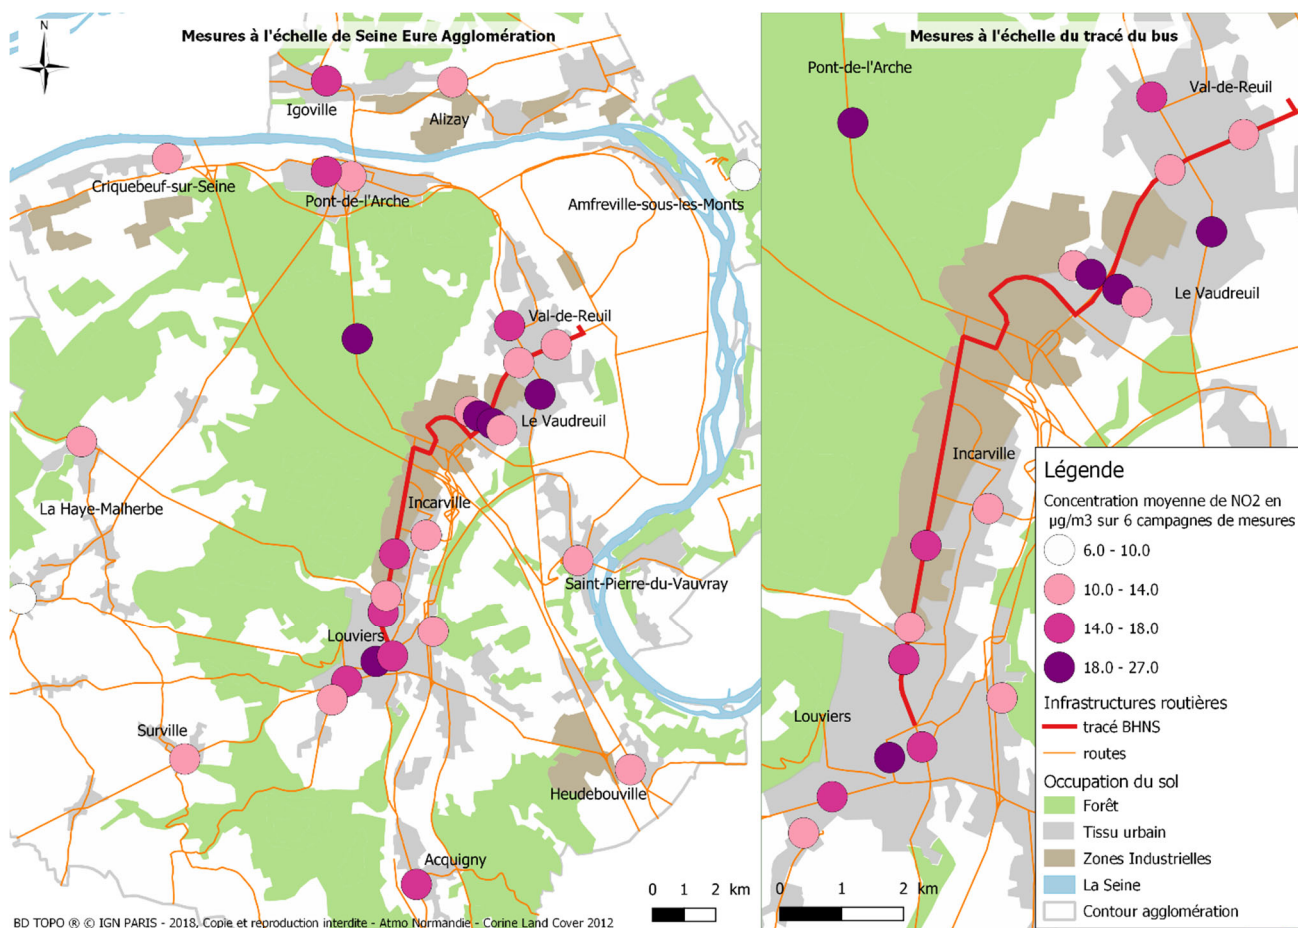 Mesures à l'échelle de Seine Eure Agglomération
N
Igoville
Alizay
Criquebeuf-sur-Seine
Pont-de-l'Arche
Amfreville-sous-les-Monts
Val-de-Reuil
Le Vaudreuil
La Haye-Malherbe
Incarville
Saint-Pierre-du-Vauvray
Louviers
Surville
Heudebouville
Acquigny
0 1 2 km
BD TOPO ® © IGN PARIS - 2018, Copie et reproduction interdite - Atmo Normandie - Corine Land Cover 2012
Mesures à l'échelle du tracé du bus
Pont-de-l'Arche
Val-de-Reuil
Le Vaudreuil
Incarville
Louviers
0 1 2 km
Légende
Concentration moyenne de NO2 en
µg/m3 sur 6 campagnes de mesures
6.0 - 10.0
10.0 - 14.0
14.0 - 18.0
18.0 - 27.0
Infrastructures routières
tracé BHNS
routes
Occupation du sol
Forêt
Tissu urbain
Zones Industrielles
La Seine
Contour agglomération